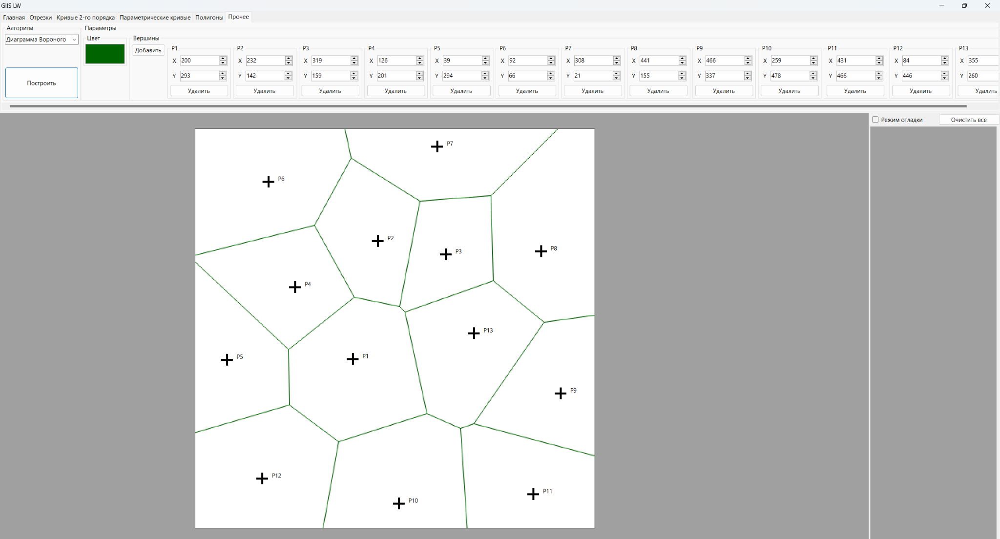 GIIS LW
Главная Отрезки Кривые 2-го порядка Параметрические кривые Полигоны Прочее
Алгоритм Параметры
Диаграмма Вороного Цвет Вершины
Добавить P1 P2 P3 P4 P5 P6 P7 P8 P9 P10 P11 P12 P13
X 200 X 232 X 319 X 126 X 39 X 92 X 308 X 441 X 466 X 259 X 431 X 84 X 355
Y 293 Y 142 Y 159 Y 201 Y 294 Y 66 Y 21 Y 155 Y 337 Y 478 Y 466 Y 446 Y 260
Построить Удалить Удалить Удалить Удалить Удалить Удалить Удалить Удалить Удалить Удалить Удалить Удалить Удалить
Режим отладки Очистить все
P7
P6
P2
P8
P3
P4
P13
P1
P5
P9
P12
P11
P10